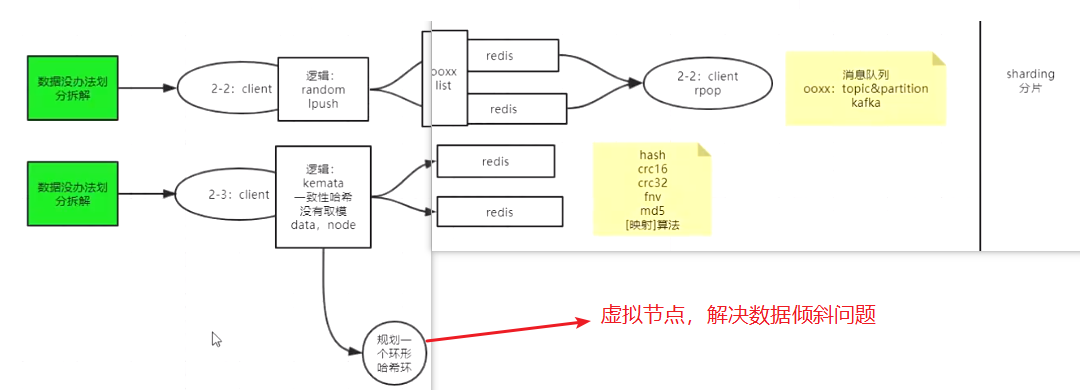 数据没办法划
分拆解
2-2：client
逻辑：
random
lpush
ooxx
list
redis
redis
2-2：client
rpop
消息队列
ooxx：topic&partition
kafka
sharding
分片
数据没办法划
分拆解
2-3：client
逻辑：
kemata
一致性哈希
没有取模
data，node
redis
redis
hash
crc16
crc32
fnv
md5
[映射]算法
规划一
个环形
哈希环
虚拟节点，解决数据倾斜问题